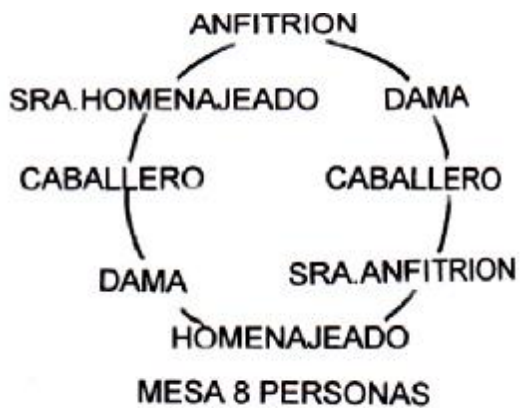 ANFITRION
SRA.HOMENAJEADO DAMA
CABALLERO CABALLERO
DAMA SRA.ANFITRION
HOMENAJEADO
MESA 8 PERSONAS